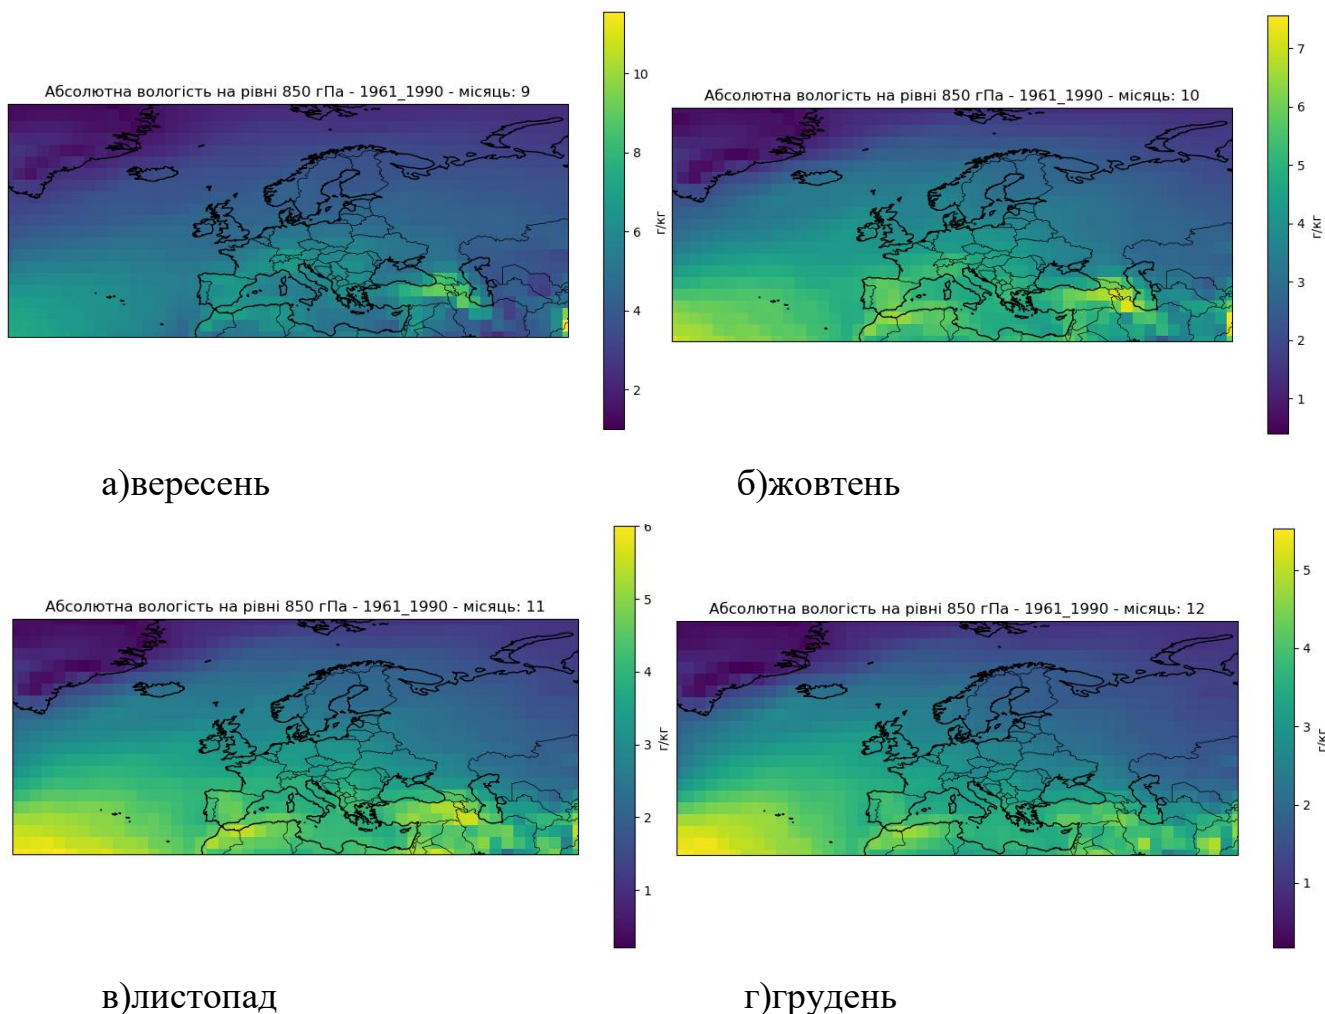 Абсолютна вологість на рівні 850 гПа - 1961_1990 - місяць: 9
10
8
6
4
2
г/кг
Абсолютна вологість на рівні 850 гПа - 1961_1990 - місяць: 10
7
6
5
4
3
2
1
г/кг
а)вересень
б)жовтень
Абсолютна вологість на рівні 850 гПа - 1961_1990 - місяць: 11
6
5
4
3
2
1
г/кг
Абсолютна вологість на рівні 850 гПа - 1961_1990 - місяць: 12
5
4
3
2
1
г/кг
в)листопад
г)грудень